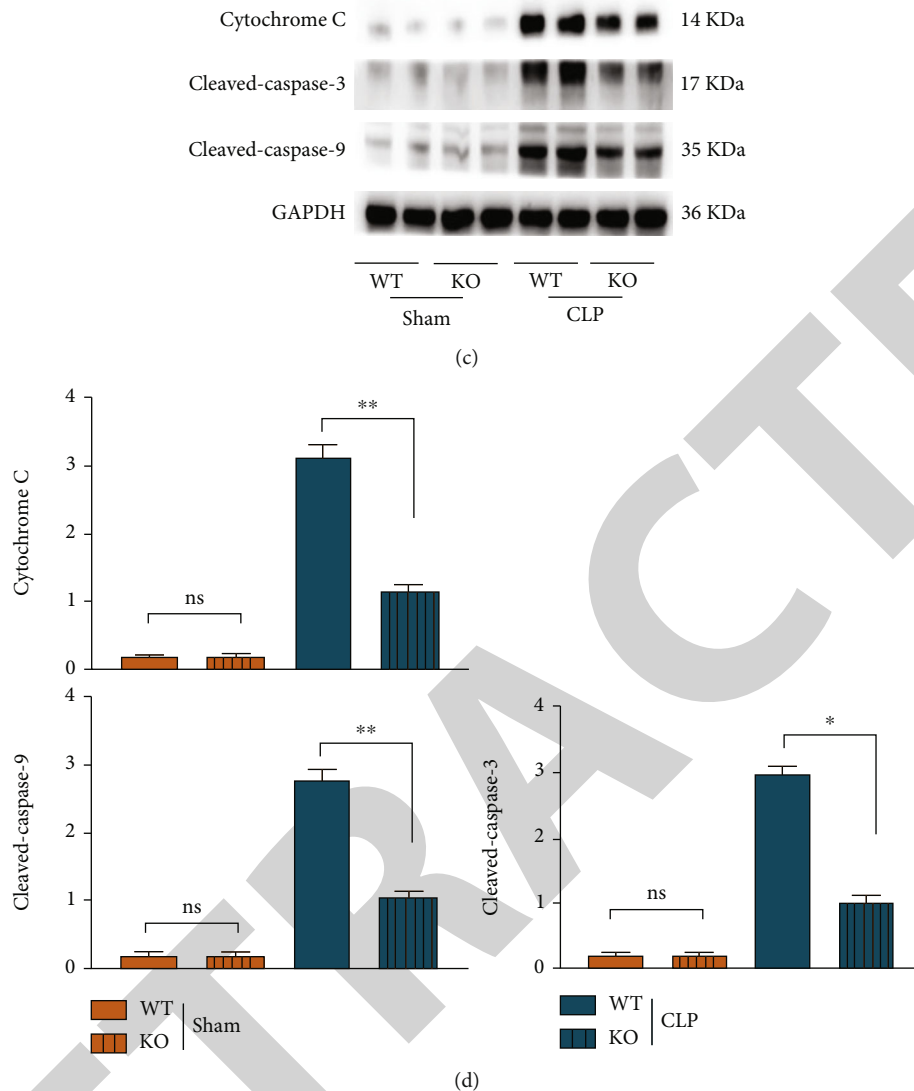 Cytochrome C 14 KDa
Cleaved-caspase-3 17 KDa
Cleaved-caspase-9 35 KDa
GAPDH 36 KDa
WT KO WT KO
Sham CLP
(c)
Cytochrome C
4
3
2
1
0
ns
**
Cleaved-caspase-9
4
3
2
1
0
ns
**
Cleaved-caspase-3
4
3
2
1
0
ns
*
WT
KO
Sham
WT
KO
CLP
(d)
TRACTE